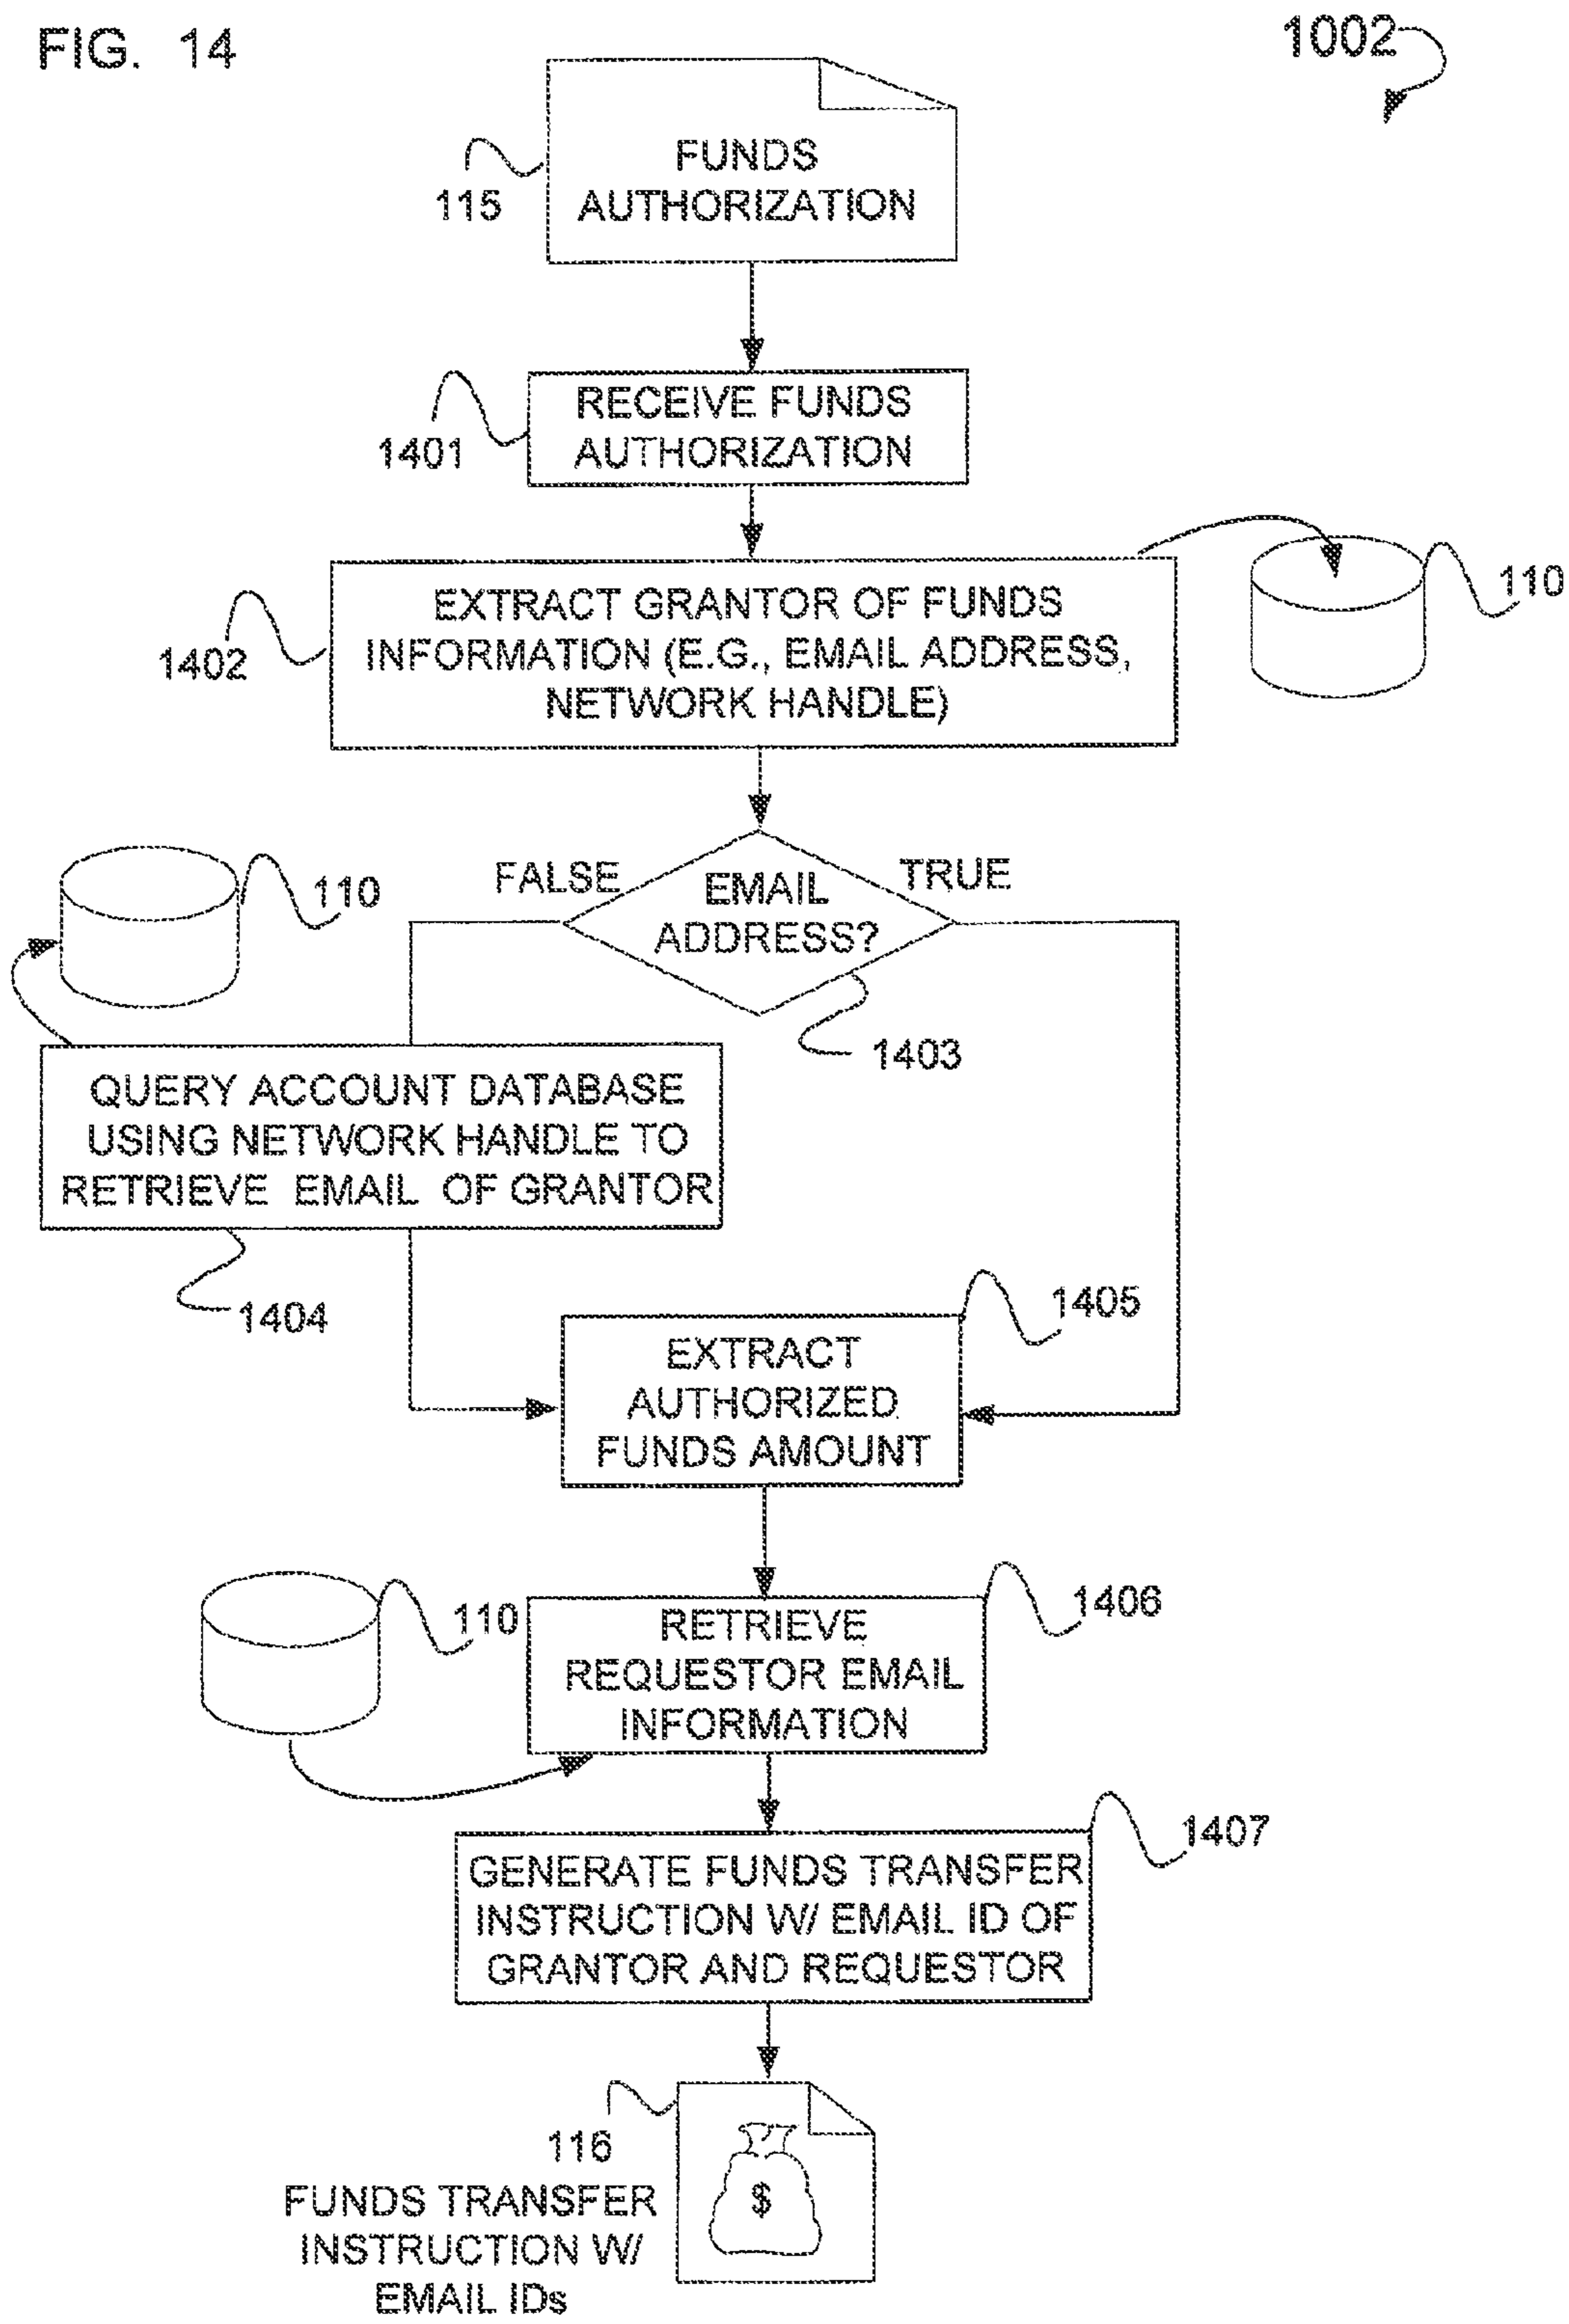 FIG. 14
1002
FUNDS
AUTHORIZATION
115
RECEIVE FUNDS
AUTHORIZATION
1401
EXTRACT GRANTOR OF FUNDS
INFORMATION (E.G., EMAIL ADDRESS,
NETWORK HANDLE)
1402
110
FALSE
EMAIL
ADDRESS?
TRUE
110
1403
QUERY ACCOUNT DATABASE
USING NETWORK HANDLE TO
RETRIEVE EMAIL OF GRANTOR
1404
1405
EXTRACT
AUTHORIZED
FUNDS AMOUNT
110
1406
RETRIEVE
REQUESTOR EMAIL
INFORMATION
1407
GENERATE FUNDS TRANSFER
INSTRUCTION W/ EMAIL ID OF
GRANTOR AND REQUESTOR
116
$
FUNDS TRANSFER
INSTRUCTION W/
EMAIL IDs